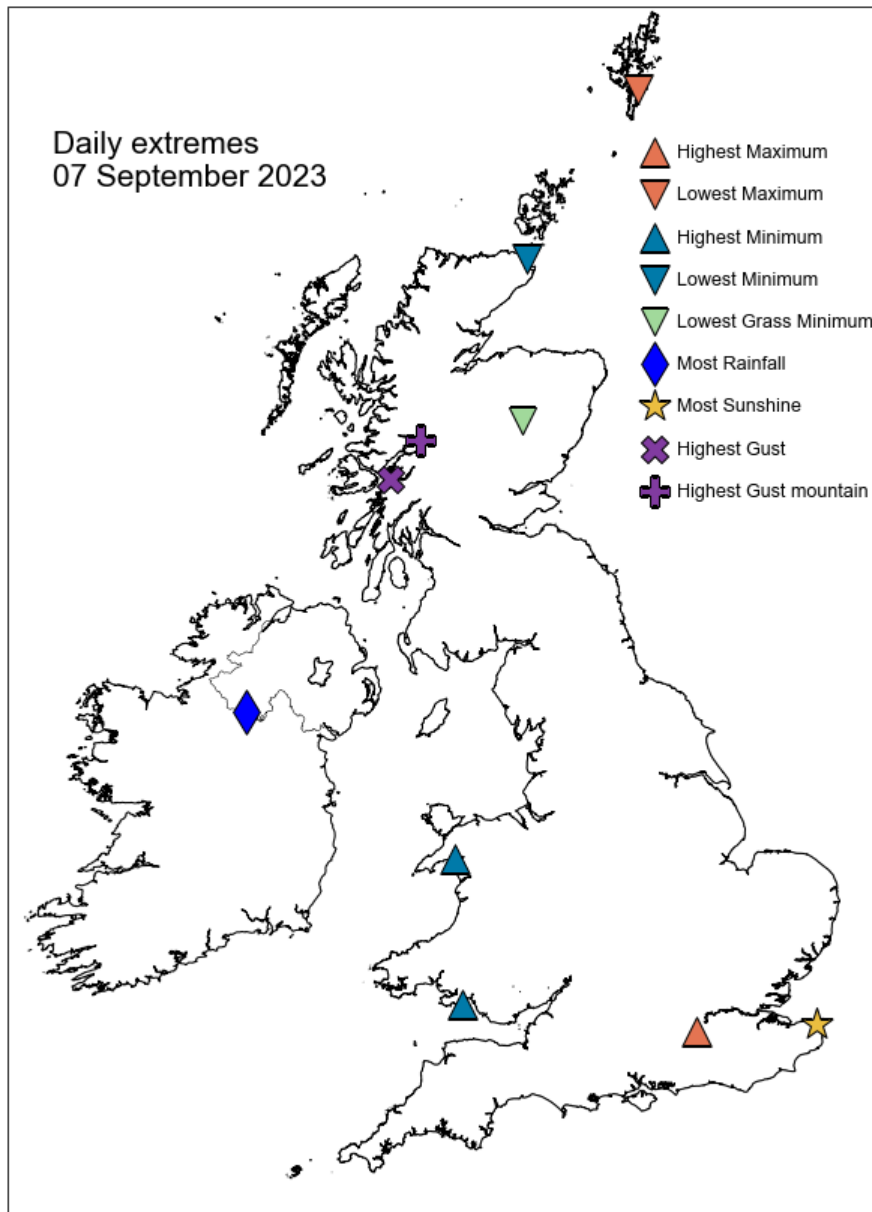 Daily extremes
07 September 2023
Highest Maximum
Lowest Maximum
Highest Minimum
Lowest Minimum
Lowest Grass Minimum
Most Rainfall
Most Sunshine
Highest Gust
Highest Gust mountain